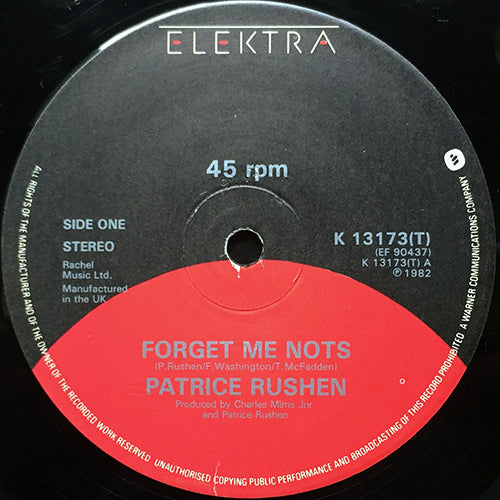 ELEKTRA
45 rpm
SIDE ONE
STEREO
Rachel
Music Ltd.
Manufactured
in the UK
K 13173(T)
(EF 90437)
K 13173(T) A
℗ 1982
FORGET ME NOTS
(P.Rushen/F.Washington/T.McFadden)
PATRICE RUSHEN
Produced by Charles Mims Jnr.
and Patrice Rushen
ALL RIGHTS OF THE MANUFACTURER AND OF THE OWNER OF THE RECORDED WORK RESERVED. UNAUTHORISED COPYING PUBLIC PERFORMANCE AND BROADCASTING OF THIS RECORD PROHIBITED A WARNER COMMUNICATIONS COMPANY